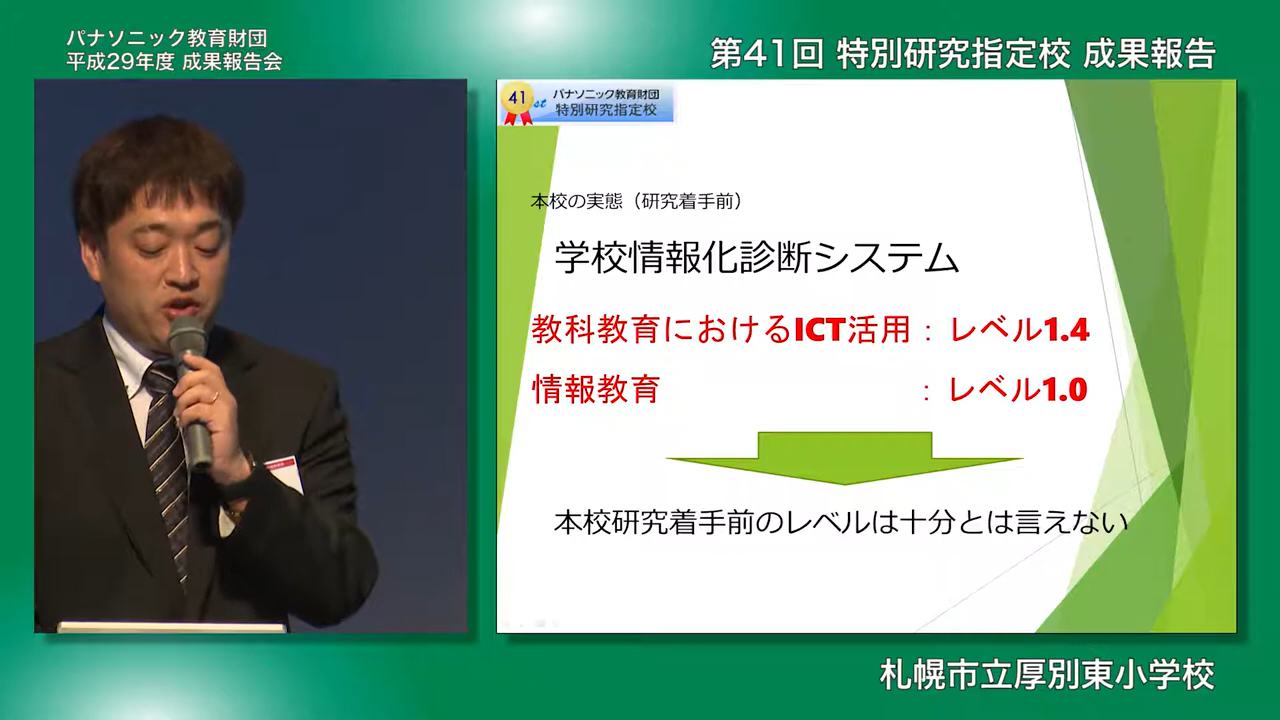 パナソニック教育財団
平成29年度 成果報告会
第41回 特別研究指定校 成果報告
41st
パナソニック教育財団
特別研究指定校
本校の実態（研究着手前）
学校情報化診断システム
教科教育におけるICT活用：レベル1.4
情報教育：レベル1.0
本校研究着手前のレベルは十分とは言えない
札幌市立厚別東小学校